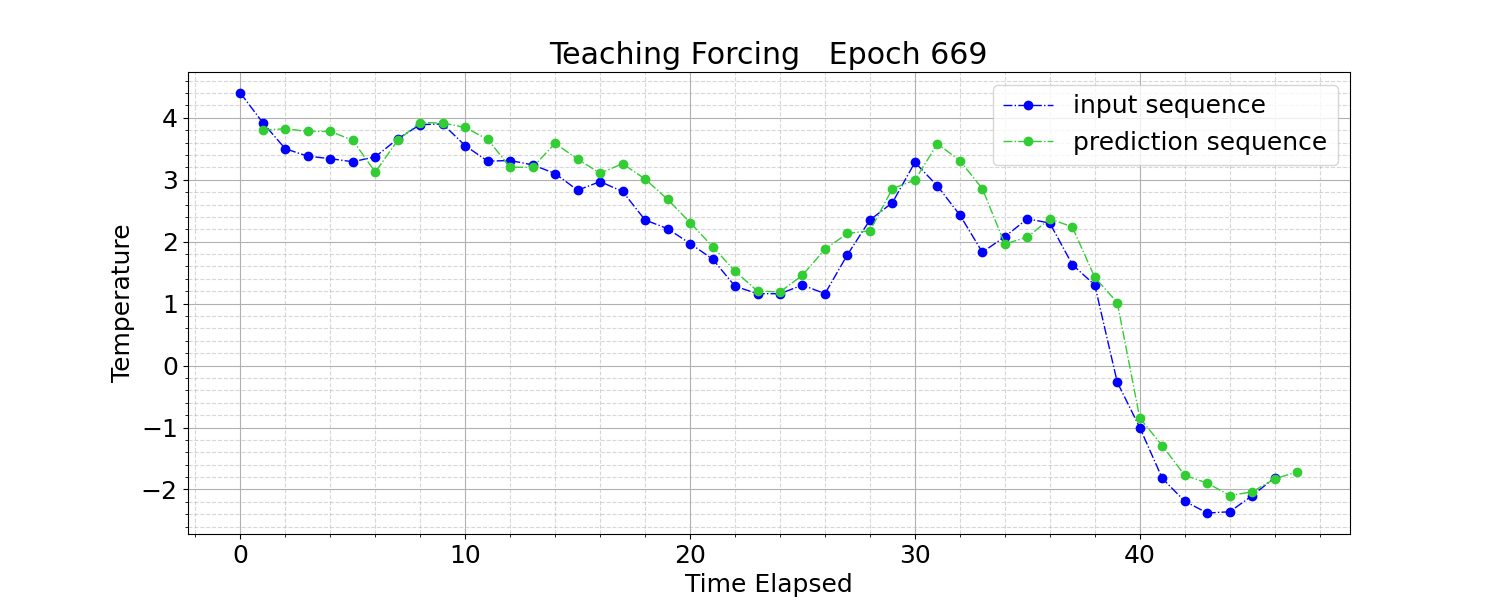 Teaching Forcing   Epoch 669
input sequence
prediction sequence
Temperature
4
3
2
1
0
−1
−2
0 10 20 30 40
Time Elapsed